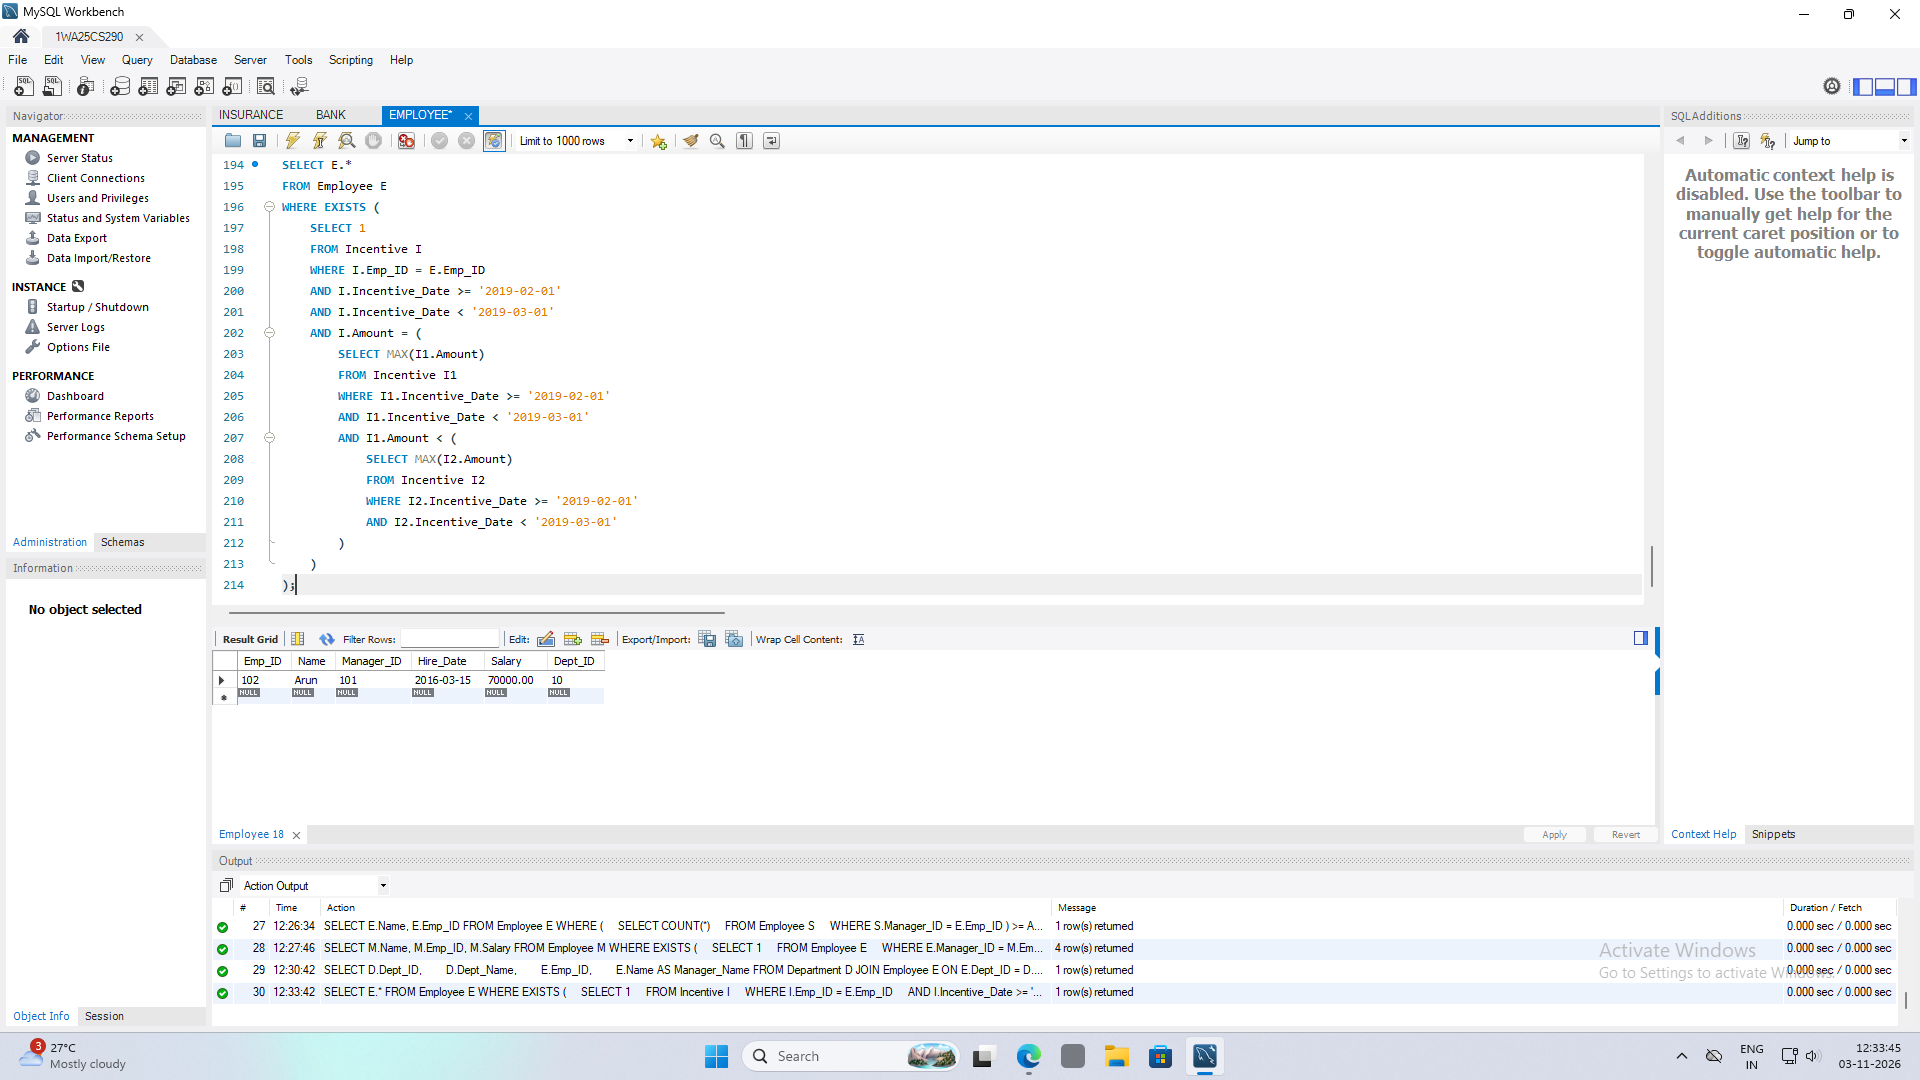 MySQL Workbench
1WA25CS290
File Edit View Query Database Server Tools Scripting Help
Navigator
MANAGEMENT
Server Status
Client Connections
Users and Privileges
Status and System Variables
Data Export
Data Import/Restore
INSTANCE
Startup / Shutdown
Server Logs
Options File
PERFORMANCE
Dashboard
Performance Reports
Performance Schema Setup
Administration Schemas
Information
No object selected
Object Info Session
INSURANCE BANK EMPLOYEE*
Limit to 1000 rows
194 SELECT E.*
195 FROM Employee E
196 WHERE EXISTS (
197 SELECT 1
198 FROM Incentive I
199 WHERE I.Emp_ID = E.Emp_ID
200 AND I.Incentive_Date >= '2019-02-01'
201 AND I.Incentive_Date < '2019-03-01'
202 AND I.Amount = (
203 SELECT MAX(I1.Amount)
204 FROM Incentive I1
205 WHERE I1.Incentive_Date >= '2019-02-01'
206 AND I1.Incentive_Date < '2019-03-01'
207 AND I1.Amount < (
208 SELECT MAX(I2.Amount)
209 FROM Incentive I2
210 WHERE I2.Incentive_Date >= '2019-02-01'
211 AND I2.Incentive_Date < '2019-03-01'
212 )
213 )
214 );
Result Grid Filter Rows: Edit: Export/Import: Wrap Cell Content:
Emp_ID Name Manager_ID Hire_Date Salary Dept_ID
102 Arun 101 2016-03-15 70000.00 10
NULL NULL NULL NULL NULL NULL
Employee 18
Apply Revert
SQLAdditions
Jump to
Automatic context help is
disabled. Use the toolbar to
manually get help for the
current caret position or to
toggle automatic help.
Context Help Snippets
Output
Action Output
# Time Action Message Duration / Fetch
27 12:26:34 SELECT E.Name, E.Emp_ID FROM Employee E WHERE ( SELECT COUNT(*) FROM Employee S WHERE S.Manager_ID = E.Emp_ID ) >= A... 1 row(s) returned 0.000 sec / 0.000 sec
28 12:27:46 SELECT M.Name, M.Emp_ID, M.Salary FROM Employee M WHERE EXISTS ( SELECT 1 FROM Employee E WHERE E.Manager_ID = M.Em... 4 row(s) returned 0.000 sec / 0.000 sec
29 12:30:42 SELECT D.Dept_ID, D.Dept_Name, E.Emp_ID, E.Name AS Manager_Name FROM Department D JOIN Employee E ON E.Dept_ID = D.... 1 row(s) returned 0.000 sec / 0.000 sec
30 12:33:42 SELECT E.* FROM Employee E WHERE EXISTS ( SELECT 1 FROM Incentive I WHERE I.Emp_ID = E.Emp_ID AND I.Incentive_Date >= '... 1 row(s) returned 0.000 sec / 0.000 sec
Activate Windows
Go to Settings to activate Windows.
3
27°C
Mostly cloudy
Search
ENG
IN
12:33:45
03-11-2026